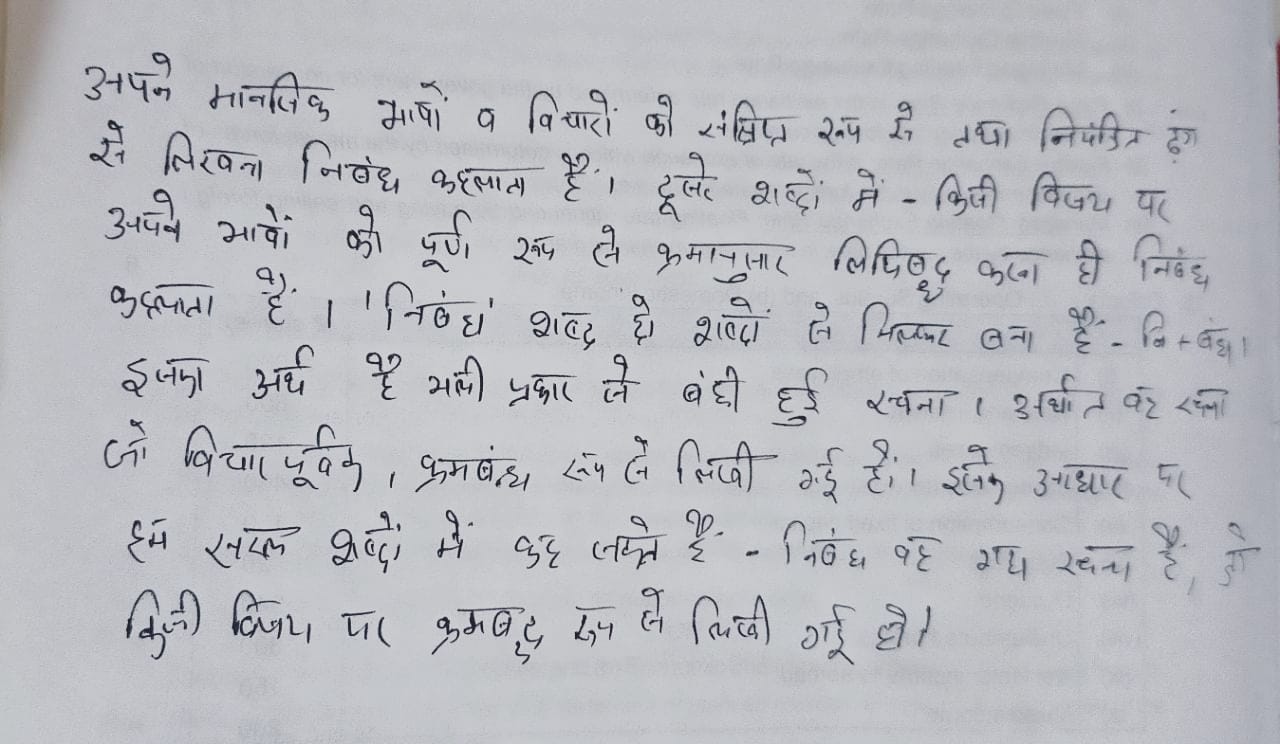 अपने मानसिक भावों व विचारों को संक्षिप्त रूप से तथा नियंत्रित ढंग
से लिखना निबंध कहलाता है। दूसरे शब्दों में - किसी विषय पर
अपने भावों को पूर्ण रूप से क्रमानुसार लिपिबद्ध करना ही निबंध
कहलाता है। 'निबंध' शब्द दो शब्दों से मिलकर बना है - नि + बंध।
इसका अर्थ है भली प्रकार से बंधी हुई रचना। अर्थात वह रचना
जो विचारपूर्वक, क्रमबंध्य रूप से लिखी गई हो। इसके आधार पर
हम सरल शब्दों में कह सकते हैं - निबंध वह गद्य रचना है, जो
किसी विषय पर क्रमबद्ध रूप से लिखी गई हो।